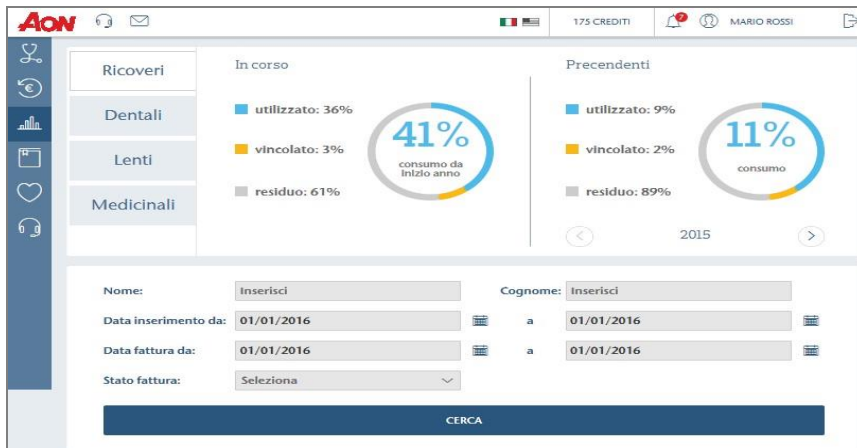 AON
175 CREDITI
7
MARIO ROSSI
Ricoveri
Dentali
Lenti
Medicinali
In corso
utilizzato: 36%
vincolato: 3%
residuo: 61%
41%
consumo da
inizio anno
Precendenti
utilizzato: 9%
vincolato: 2%
residuo: 89%
11%
consumo
2015
Nome: Inserisci Cognome: Inserisci
Data inserimento da: 01/01/2016 a 01/01/2016
Data fattura da: 01/01/2016 a 01/01/2016
Stato fattura: Seleziona
CERCA